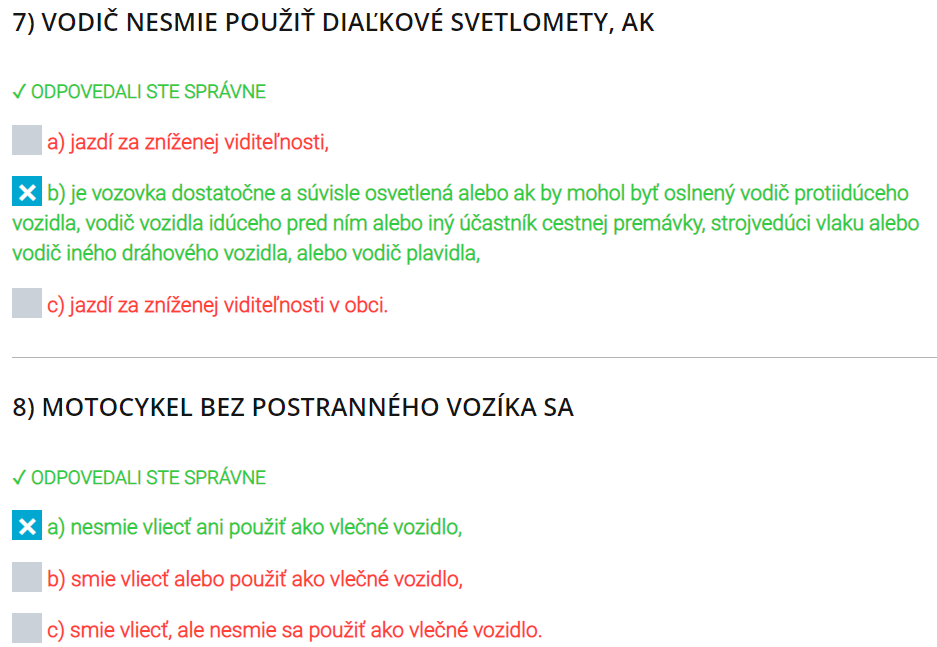 7) VODIČ NESMIE POUŽIŤ DIAĽKOVÉ SVETLOMETY, AK
✓ ODPOVEDALI STE SPRÁVNE
a) jazdí za zníženej viditeľnosti,
b) je vozovka dostatočne a súvisle osvetlená alebo ak by mohol byť oslnený vodič protiidúceho
vozidla, vodič vozidla idúceho pred ním alebo iný účastník cestnej premávky, strojvedúci vlaku alebo
vodič iného dráhového vozidla, alebo vodič plavidla,
c) jazdí za zníženej viditeľnosti v obci.
8) MOTOCYKEL BEZ POSTRANNÉHO VOZÍKA SA
✓ ODPOVEDALI STE SPRÁVNE
a) nesmie vliecť ani použiť ako vlečné vozidlo,
b) smie vliecť alebo použiť ako vlečné vozidlo,
c) smie vliecť, ale nesmie sa použiť ako vlečné vozidlo.